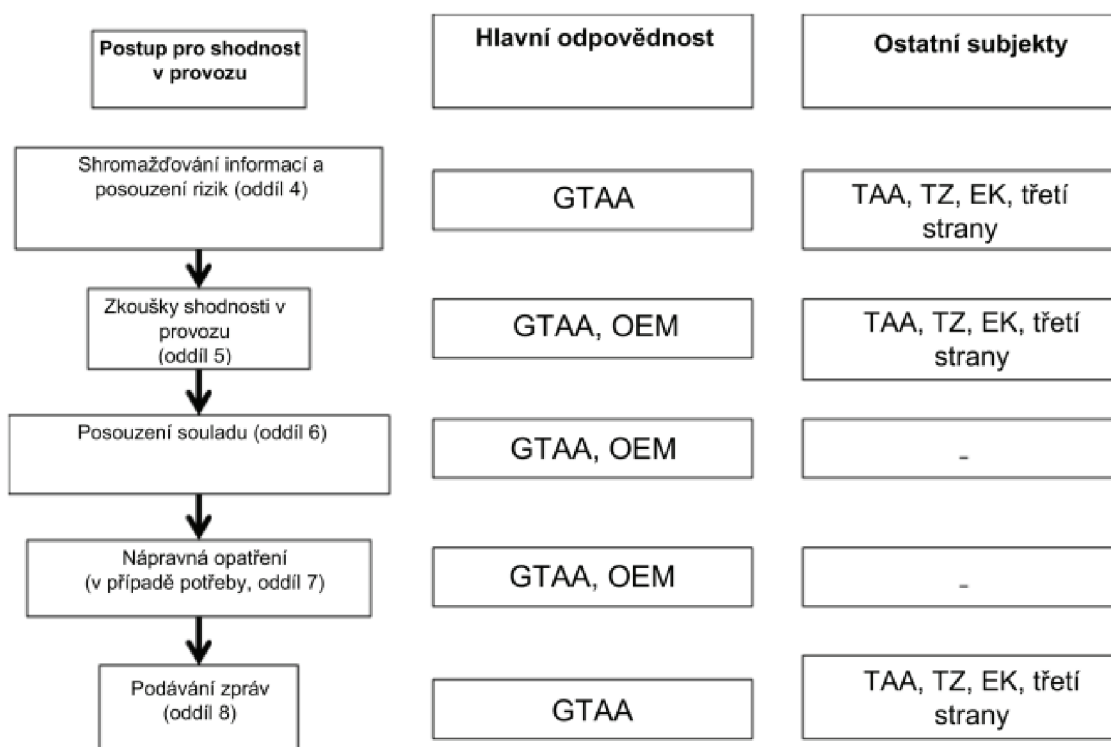 Postup pro shodnost
v provozu
Hlavní odpovědnost
Ostatní subjekty
Shromažďování informací a
posouzení rizik (oddíl 4)
GTAA
TAA, TZ, EK, třetí
strany
Zkoušky shodnosti v
provozu
(oddíl 5)
GTAA, OEM
TAA, TZ, EK, třetí
strany
Posouzení souladu (oddíl 6)
GTAA, OEM
-
Nápravná opatření
(v případě potřeby, oddíl 7)
GTAA, OEM
-
Podávání zpráv
(oddíl 8)
GTAA
TAA, TZ, EK, třetí
strany